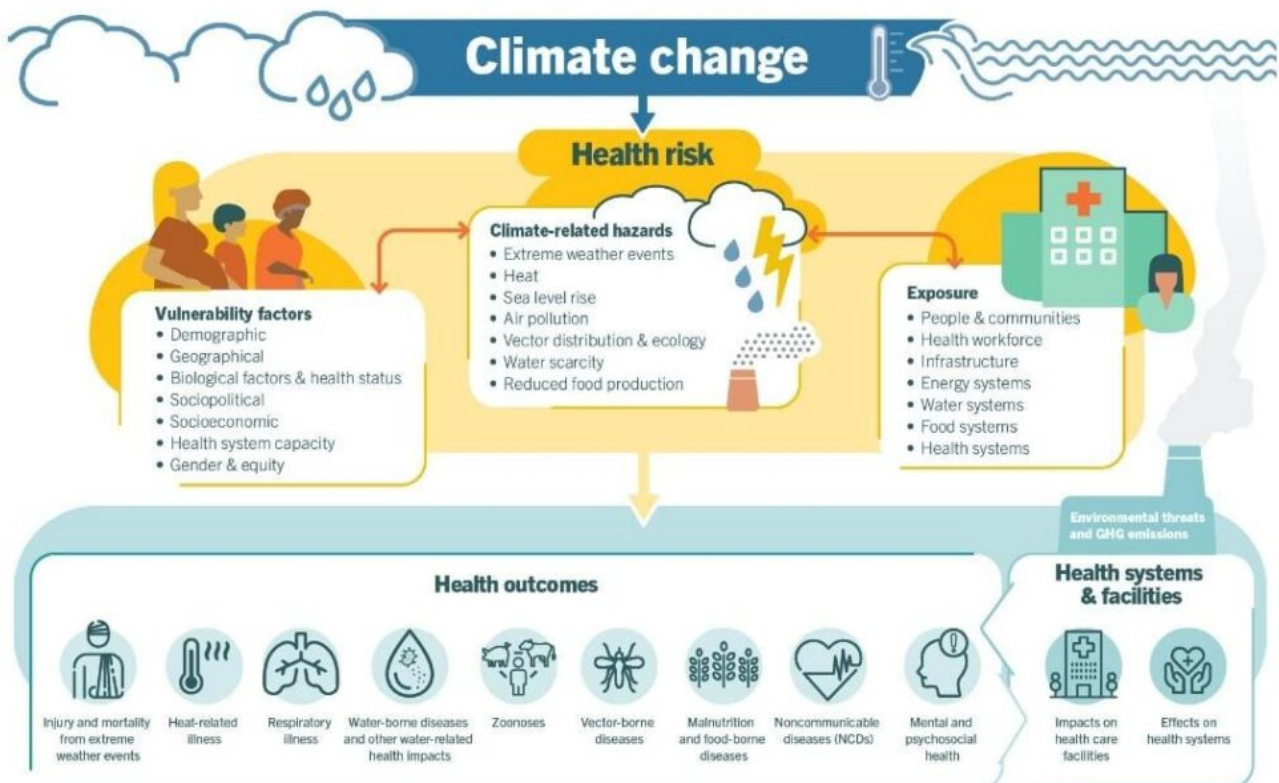 Climate change
Health risk
Climate-related hazards
• Extreme weather events
• Heat
• Sea level rise
• Air pollution
• Vector distribution & ecology
• Water scarcity
• Reduced food production
Vulnerability factors
• Demographic
• Geographical
• Biological factors & health status
• Sociopolitical
• Socioeconomic
• Health system capacity
• Gender & equity
Exposure
• People & communities
• Health workforce
• Infrastructure
• Energy systems
• Water systems
• Food systems
• Health systems
Environmental threats
and GHG emissions
Health outcomes
Injury and mortality
from extreme
weather events
Heat-related
illness
Respiratory
illness
Water-borne diseases
and other water-related
health impacts
Zoonoses
Vector-borne
diseases
Malnutrition
and food-borne
diseases
Noncommunicable
diseases (NCDs)
Mental and
psychosocial
health
Health systems
& facilities
Impacts on
health care
facilities
Effects on
health systems